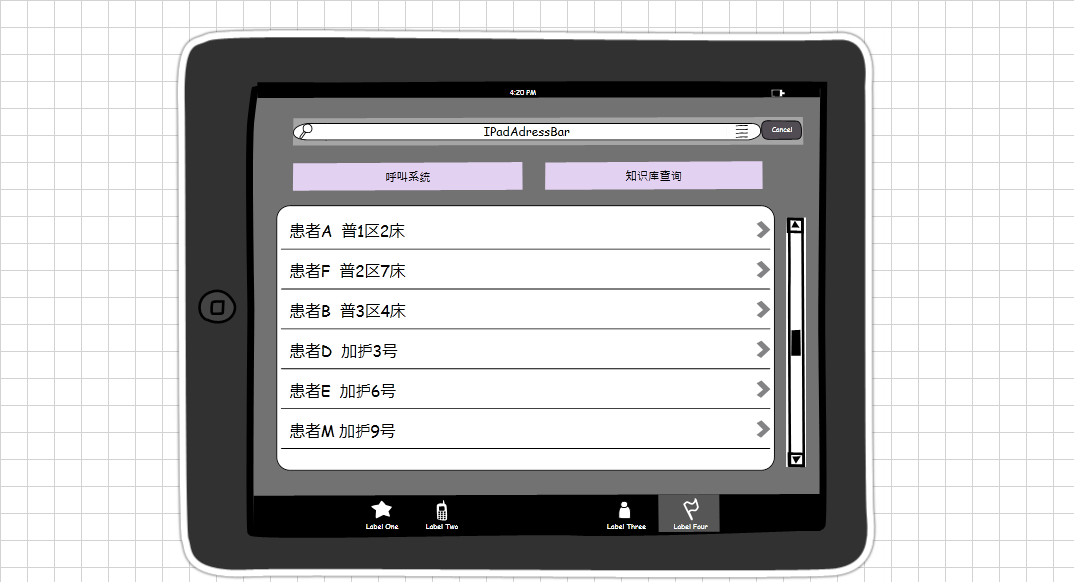 4:20 PM
IPadAdressBar
Cancel
呼叫系统
知识库查询
患者A 普1区2床
患者F 普2区7床
患者B 普3区4床
患者D 加护3号
患者E 加护6号
患者M 加护9号
Label One
Label Two
Label Three
Label Four